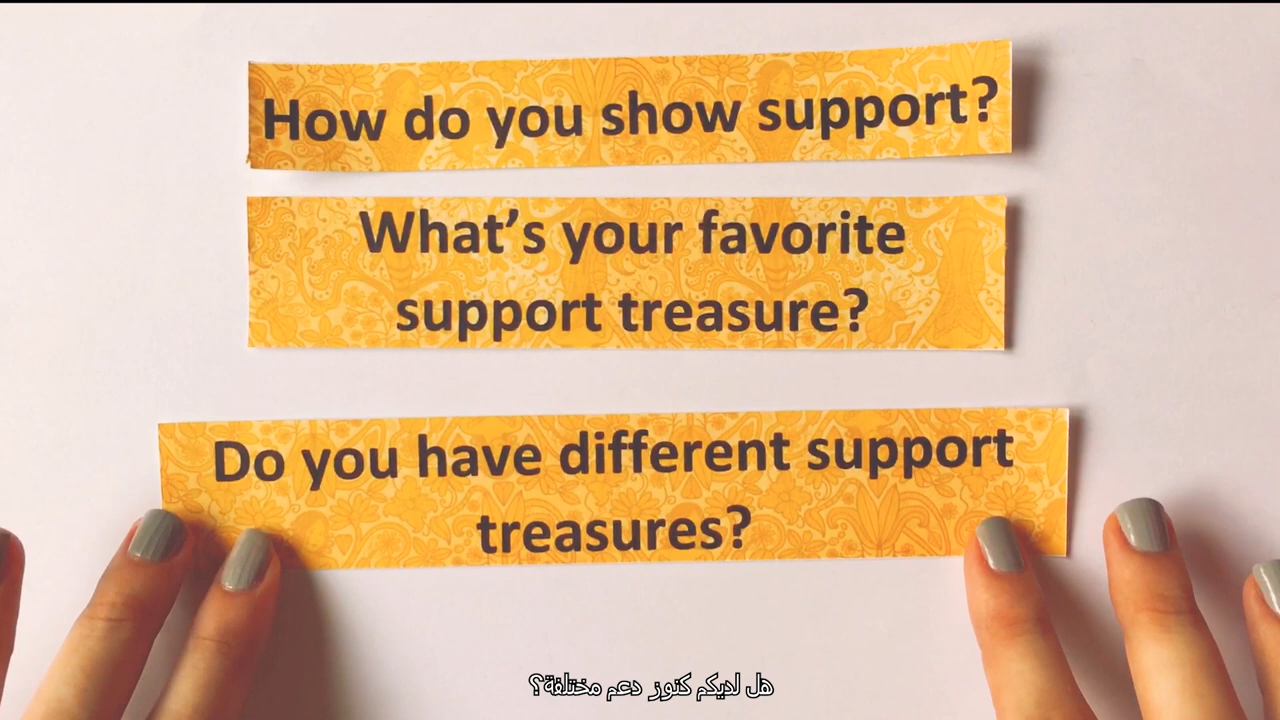 How do you show support?
What's your favorite
support treasure?
Do you have different support
treasures?
هل لديكم كنوز دعم مختلفة؟